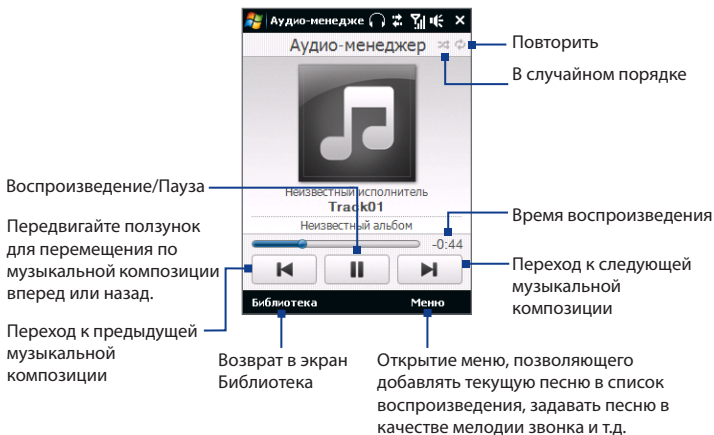 Аудио-менедже
Аудио-менеджер
Повторить
В случайном порядке
Неизвестный исполнитель
Track01
Неизвестный альбом
-0:44
Библиотека
Меню
Воспроизведение/Пауза
Передвигайте ползунок
для перемещения по
музыкальной композиции
вперед или назад.
Переход к предыдущей
музыкальной
композиции
Время воспроизведения
Переход к следующей
музыкальной
композиции
Возврат в экран
Библиотека
Открытие меню, позволяющего
добавлять текущую песню в список
воспроизведения, задавать песню в
качестве мелодии звонка и т.д.